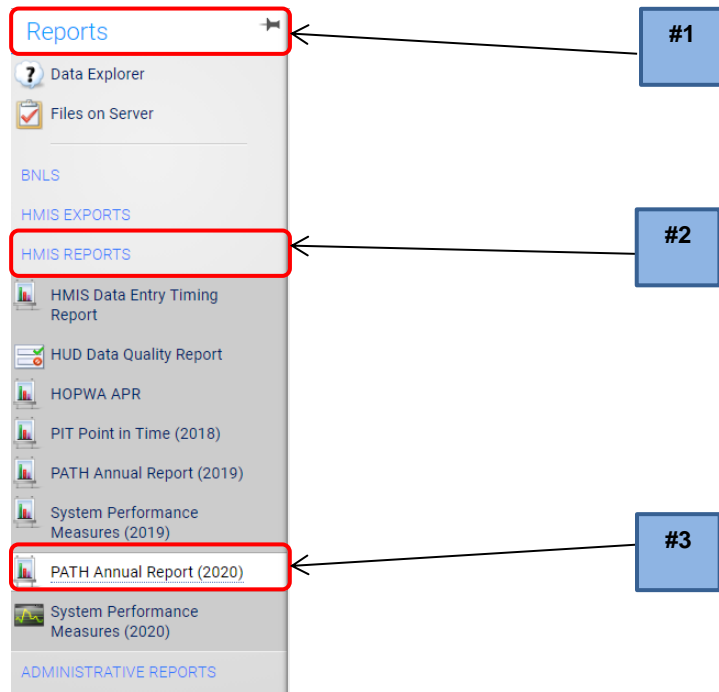 Reports
#1
? Data Explorer
Files on Server
BNLS
HMIS EXPORTS
#2
HMIS REPORTS
HMIS Data Entry Timing
Report
HUD Data Quality Report
HOPWA APR
PIT Point in Time (2018)
PATH Annual Report (2019)
System Performance
Measures (2019)
#3
PATH Annual Report (2020)
System Performance
Measures (2020)
ADMINISTRATIVE REPORTS